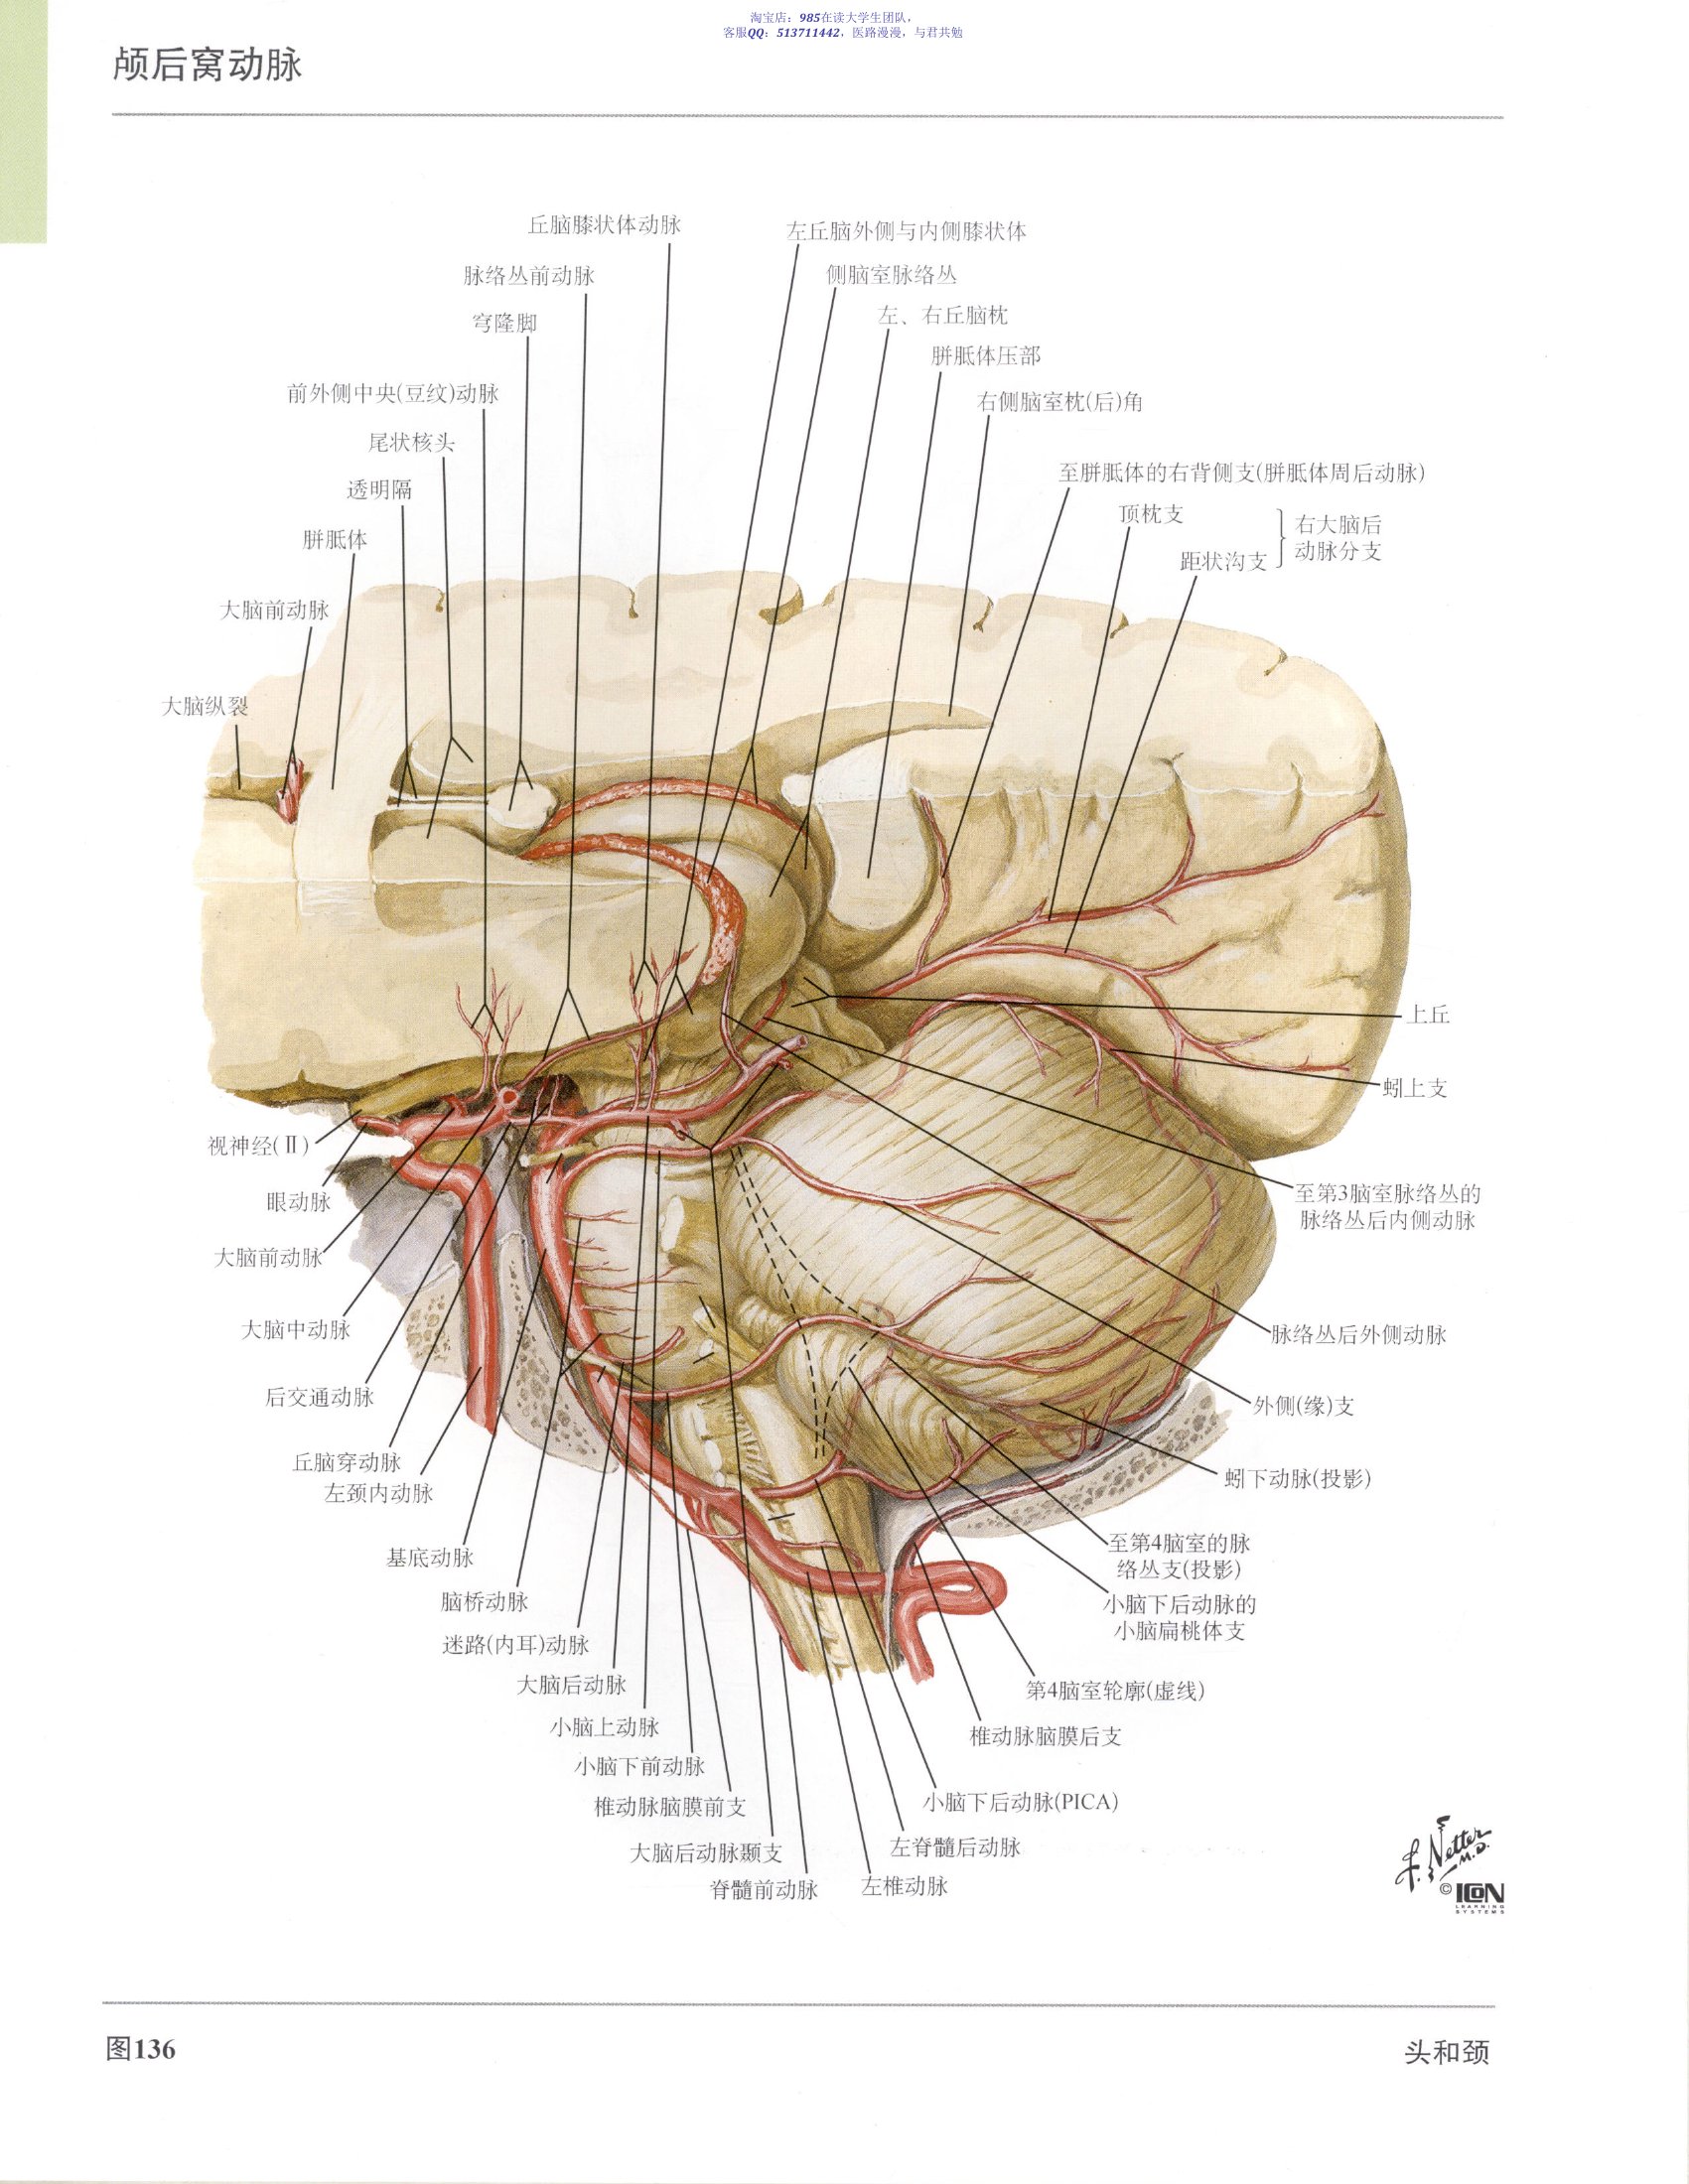 淘宝店：985在读大学生团队，
客服QQ：513711442，医路漫漫，与君共勉
颅后窝动脉
丘脑膝状体动脉
左丘脑外侧与内侧膝状体
脉络丛前动脉
侧脑室脉络丛
穹隆脚
左、右丘脑枕
胼胝体压部
前外侧中央(豆纹)动脉
右侧脑室枕(后)角
尾状核头
至胼胝体的右背侧支(胼胝体周后动脉)
透明隔
顶枕支
右大脑后
动脉分支
胼胝体
距状沟支
大脑前动脉
大脑纵裂
上丘
蚓上支
视神经(Ⅱ)
眼动脉
至第3脑室脉络丛的
脉络丛后内侧动脉
大脑前动脉
大脑中动脉
脉络丛后外侧动脉
后交通动脉
外侧(缘)支
丘脑穿动脉
左颈内动脉
蚓下动脉(投影)
基底动脉
至第4脑室的脉
络丛支(投影)
脑桥动脉
小脑下后动脉的
小脑扁桃体支
迷路(内耳)动脉
大脑后动脉
第4脑室轮廓(虚线)
小脑上动脉
椎动脉脑膜后支
小脑下前动脉
椎动脉脑膜前支
小脑下后动脉(PICA)
大脑后动脉颞支
左脊髓后动脉
脊髓前动脉
左椎动脉
F. Netter
M.D.
© ICON
LEARNING
SYSTEMS
图136
头和颈